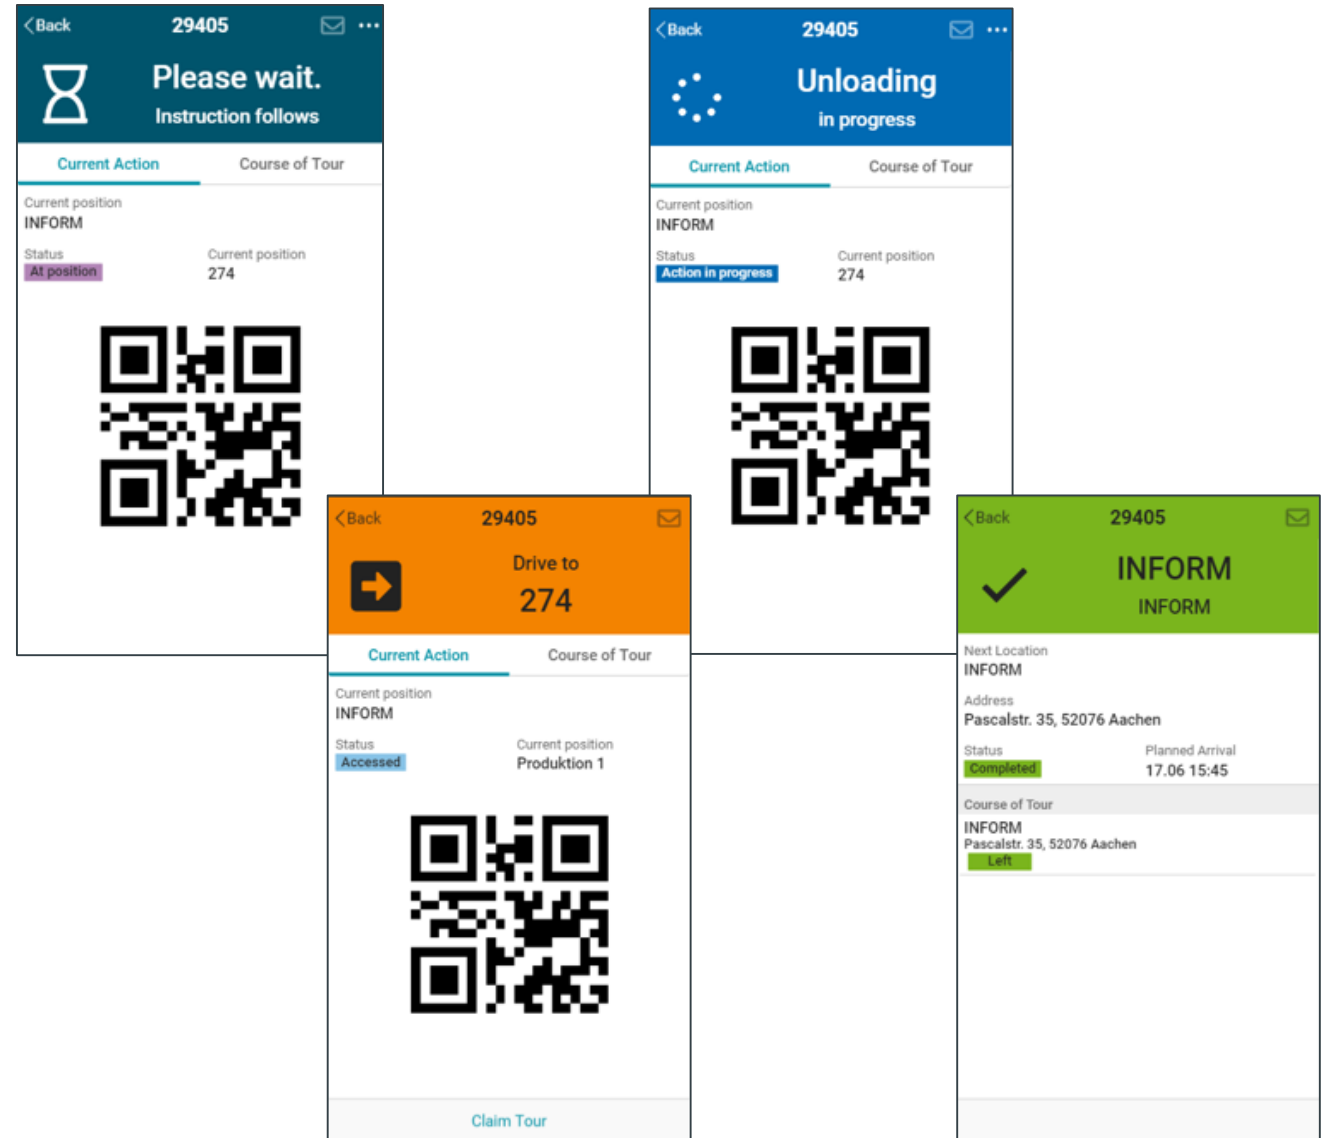 Back 29405
Please wait.
Instruction follows
Current Action Course of Tour
Current position
INFORM
Status Current position
At position 274
Back 29405
Unloading
in progress
Current Action Course of Tour
Current position
INFORM
Status Current position
Action in progress 274
Back 29405
Drive to
274
Current Action Course of Tour
Current position
INFORM
Status Current position
Accessed Produktion 1
Claim Tour
Back 29405
INFORM
INFORM
Next Location
INFORM
Address
Pascalstr. 35, 52076 Aachen
Status Planned Arrival
Completed 17.06 15:45
Course of Tour
INFORM
Pascalstr. 35, 52076 Aachen
Left